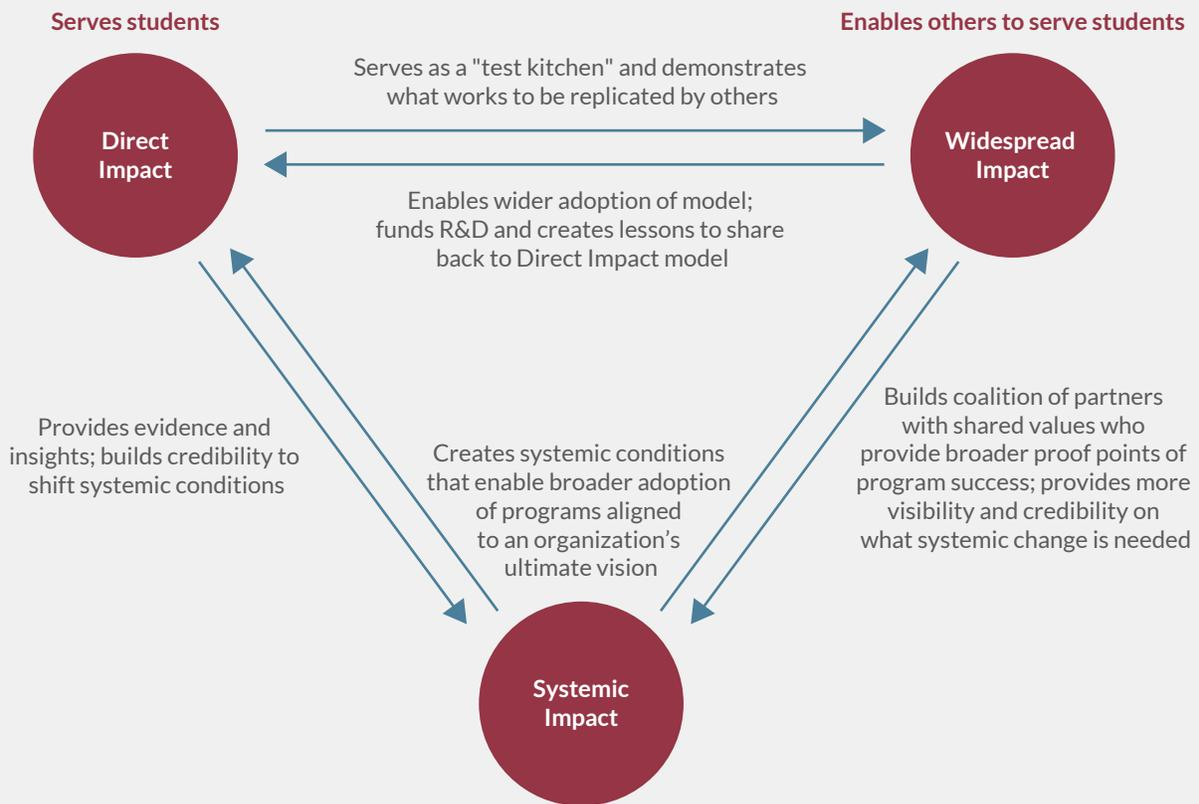 Serves students
Enables others to serve students
Direct
Impact
Serves as a "test kitchen" and demonstrates
what works to be replicated by others
Widespread
Impact
Enables wider adoption of model;
funds R&D and creates lessons to share
back to Direct Impact model
Provides evidence and
insights; builds credibility to
shift systemic conditions
Creates systemic conditions
that enable broader adoption
of programs aligned
to an organization’s
ultimate vision
Builds coalition of partners
with shared values who
provide broader proof points of
program success; provides more
visibility and credibility on
what systemic change is needed
Systemic
Impact